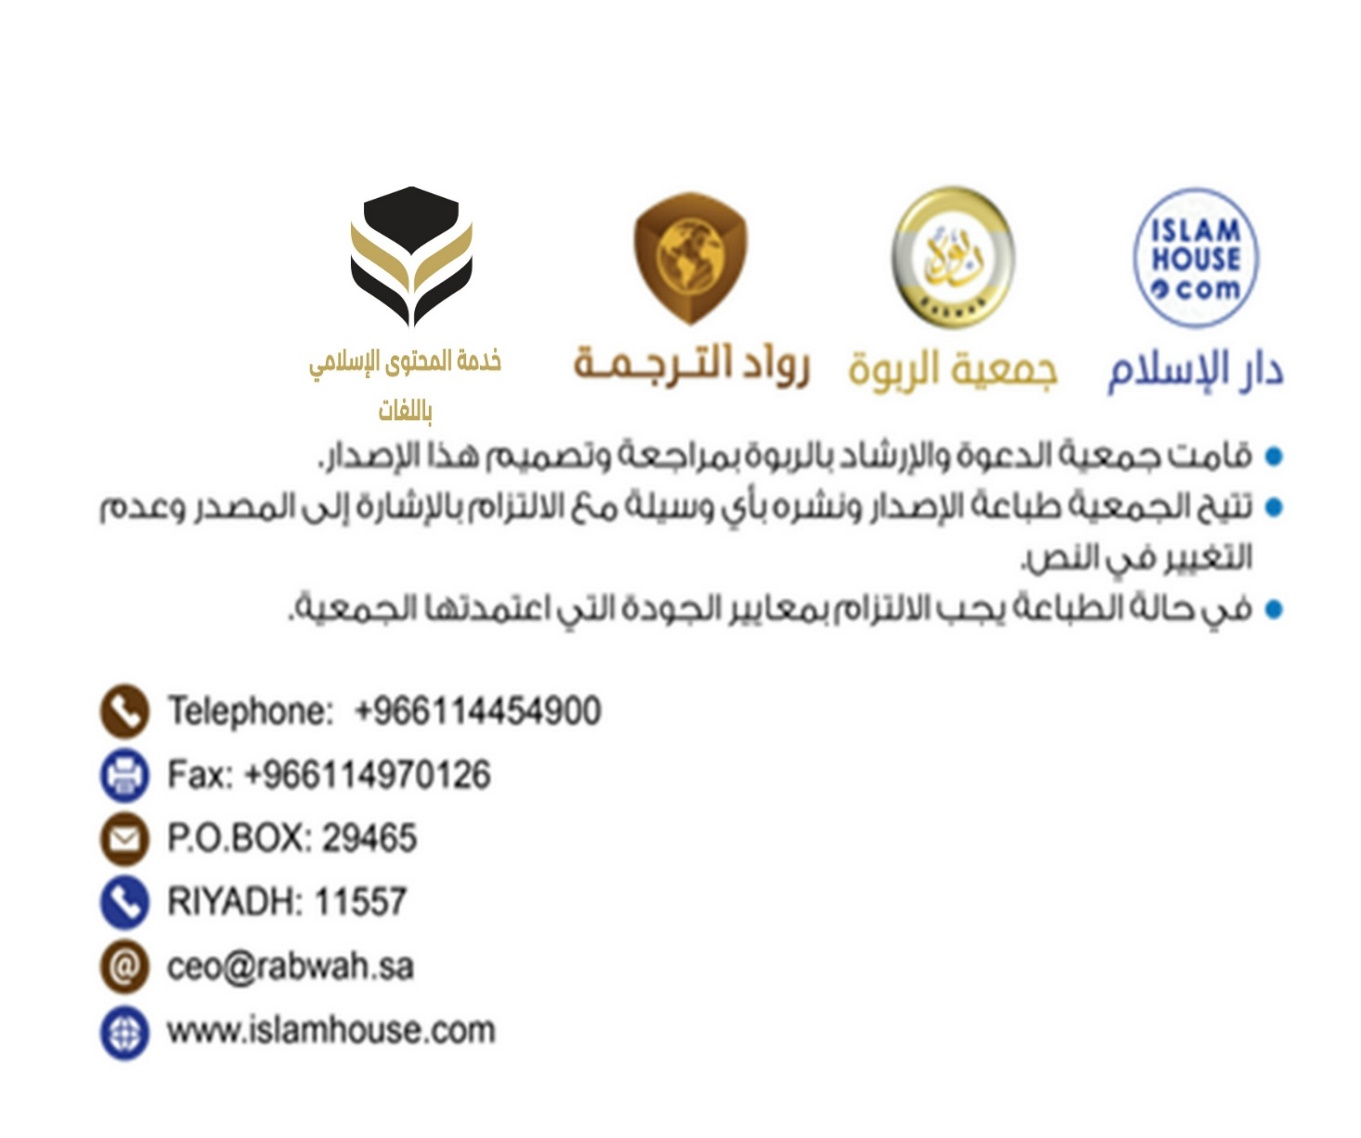 ISLAM
HOUSE
com
Rabwah
دار الإسلام
جمعية الربوة
رواد التـرجـمـة
خدمة المحتوى الإسلامي
باللغات
قامت جمعية الدعوة والإرشاد بالربوة بمراجعة وتصميم هذا الإصدار.
تتيح الجمعية طباعة الإصدار ونشره بأي وسيلة مع الالتزام بالإشارة إلى المصدر وعدم
التغيير في النص.
في حالة الطباعة يجب الالتزام بمعايير الجودة التي اعتمدتها الجمعية.
Telephone: +966114454900
Fax: +966114970126
P.O.BOX: 29465
RIYADH: 11557
ceo@rabwah.sa
www.islamhouse.com